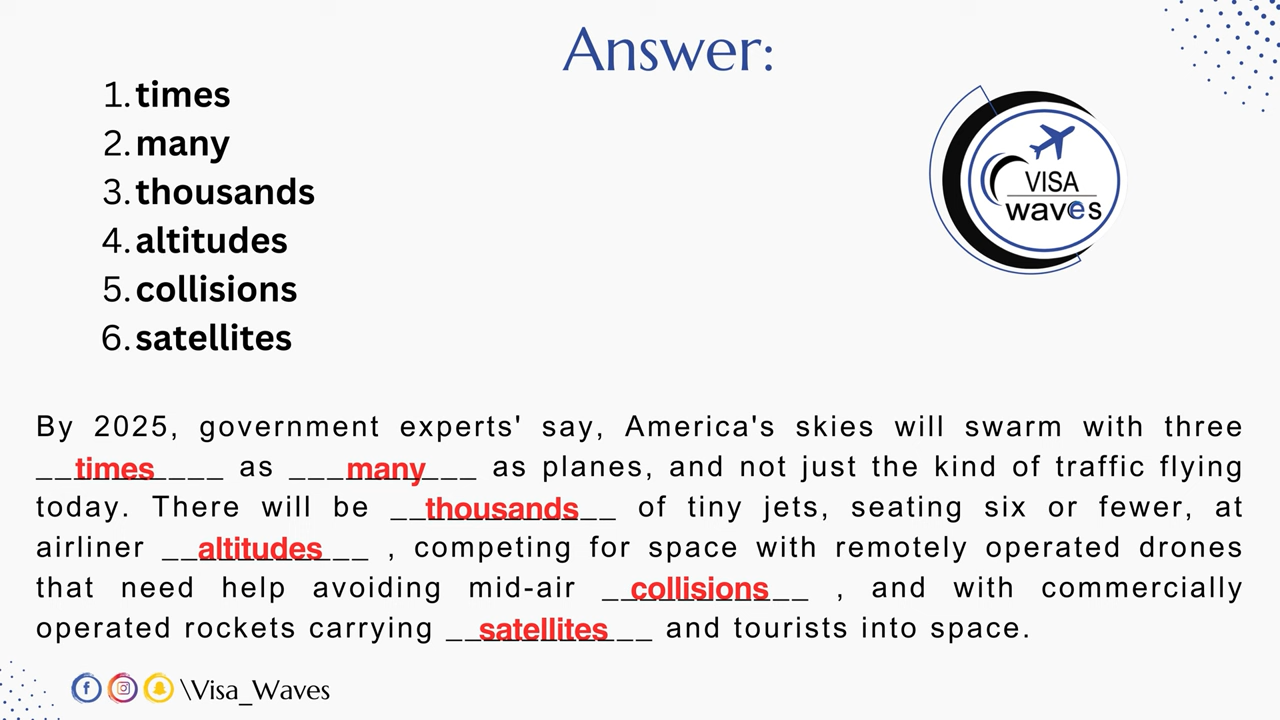 Answer:
1. times
2. many
3. thousands
4. altitudes
5. collisions
6. satellites
VISA
waves
By 2025, government experts' say, America's skies will swarm with three
__times____ as ___many___ as planes, and not just the kind of traffic flying
today. There will be __thousands__ of tiny jets, seating six or fewer, at
airliner __altitudes__ , competing for space with remotely operated drones
that need help avoiding mid-air __collisions__ , and with commercially
operated rockets carrying __satellites__ and tourists into space.
\Visa_Waves